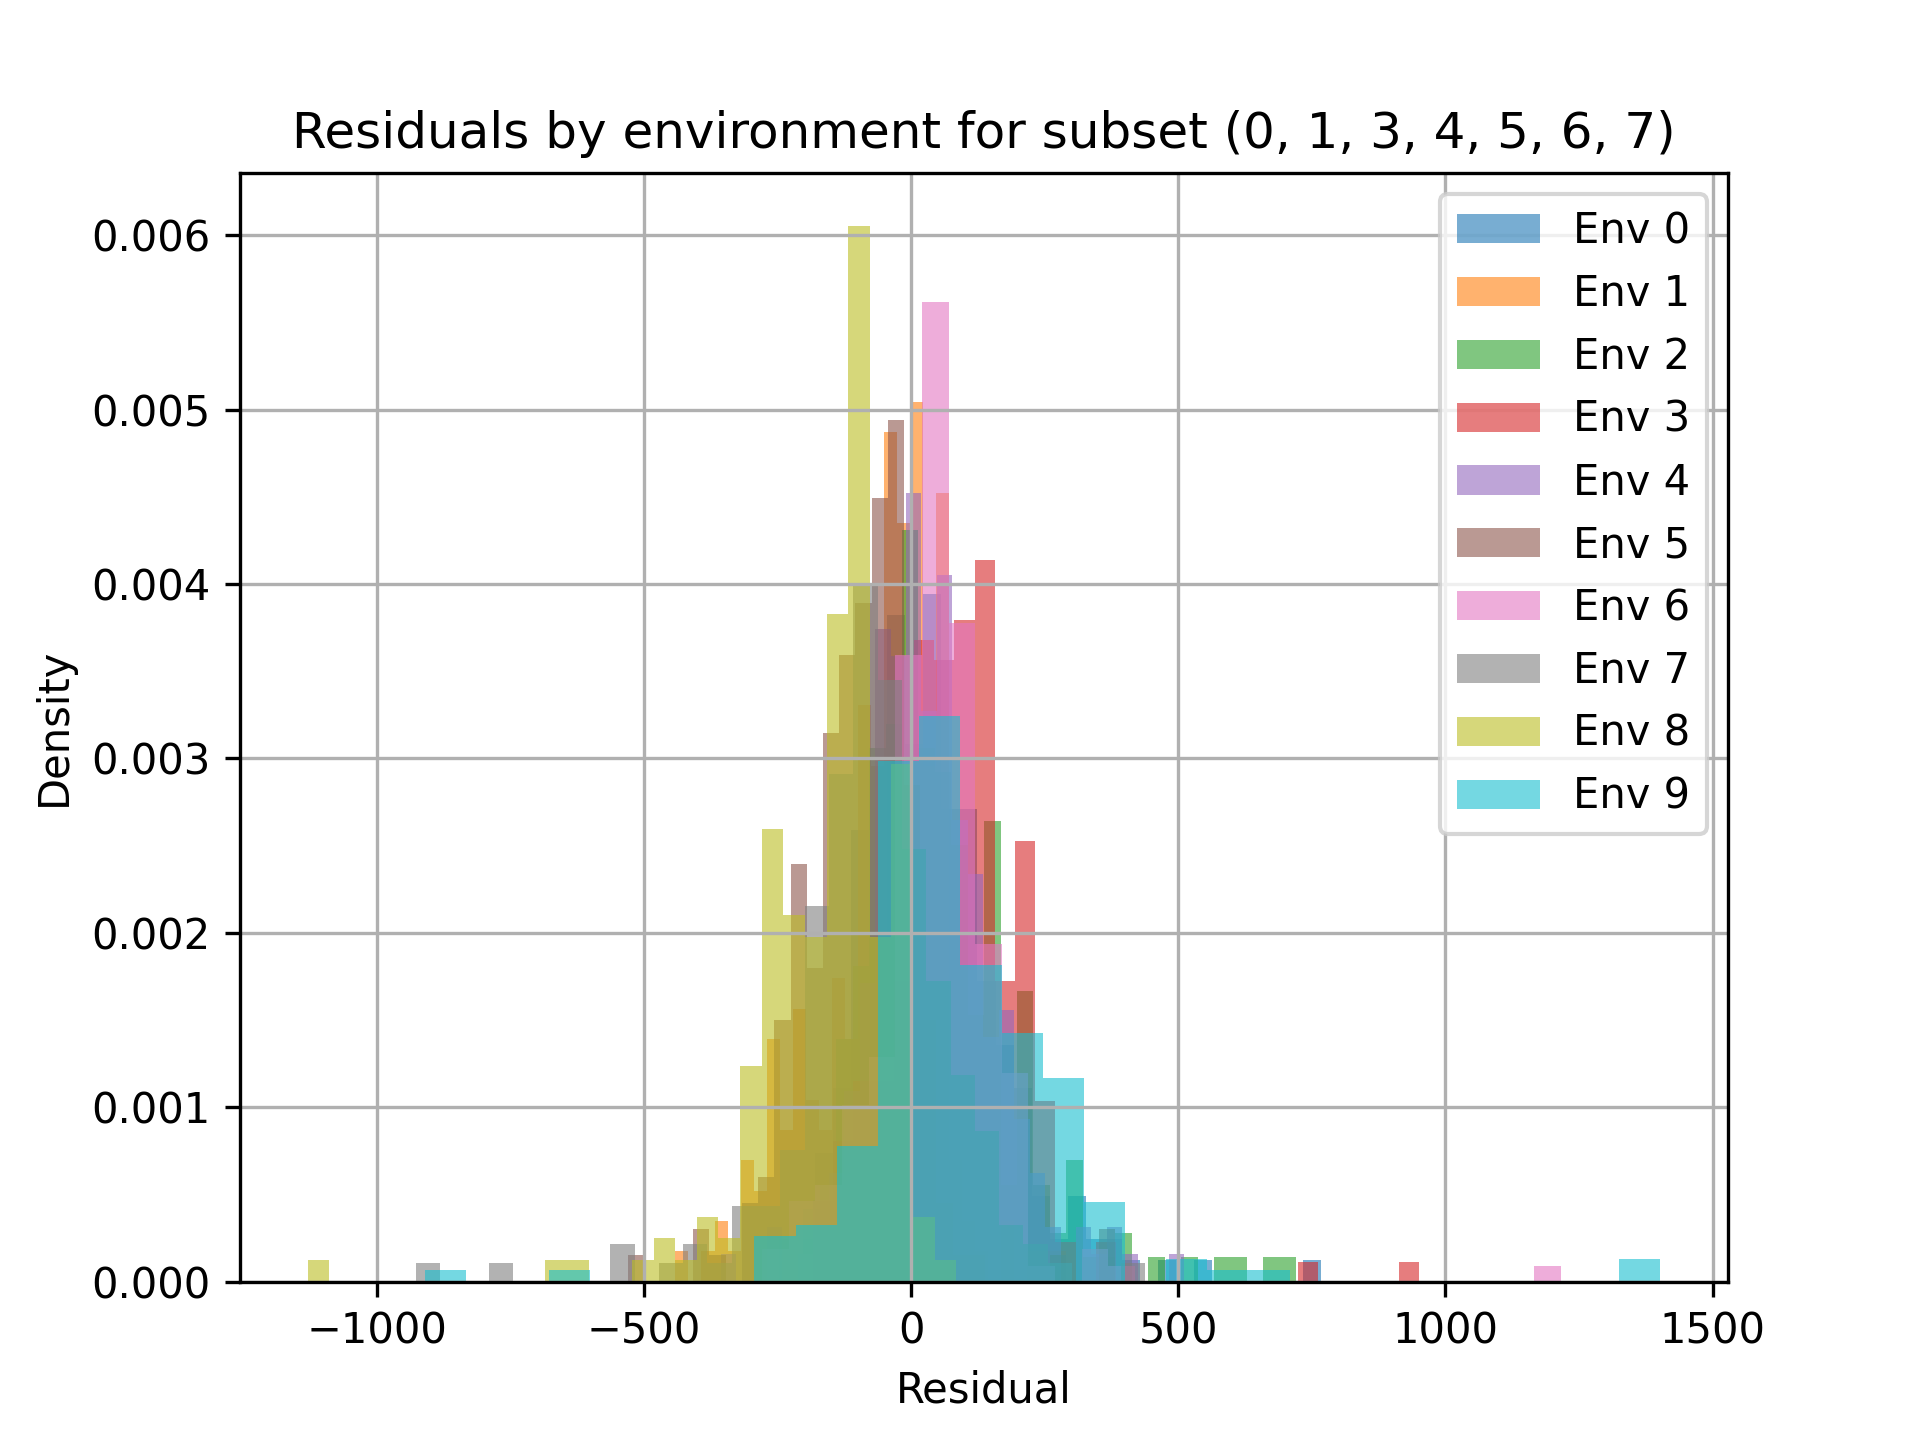 Residuals by environment for subset (0, 1, 3, 4, 5, 6, 7)
0.006
0.005
0.004
0.003
0.002
0.001
0.000
Density
−1000
−500
0
500
1000
1500
Residual
Env 0
Env 1
Env 2
Env 3
Env 4
Env 5
Env 6
Env 7
Env 8
Env 9